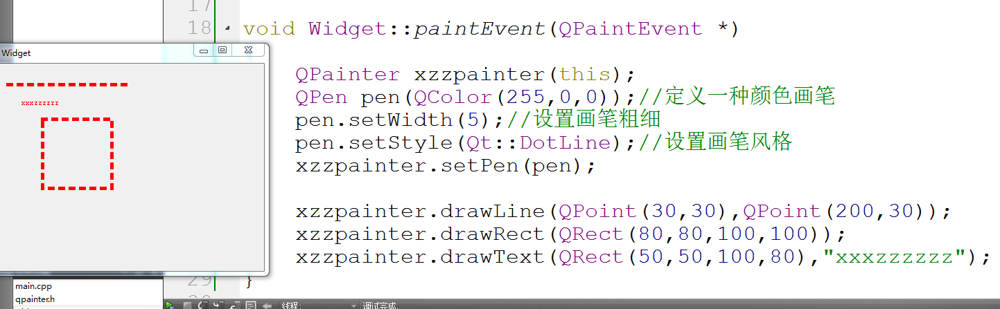 17
18 void Widget::paintEvent(QPaintEvent *)
Widget
QPainter xzzpainter(this);
QPen pen(QColor(255,0,0));//定义一种颜色画笔
pen.setWidth(5);//设置画笔粗细
pen.setStyle(Qt::DotLine);//设置画笔风格
xzzpainter.setPen(pen);
xxxzzzzzz
xzzpainter.drawLine(QPoint(30,30),QPoint(200,30));
xzzpainter.drawRect(QRect(80,80,100,100));
xzzpainter.drawText(QRect(50,50,100,80),"xxxzzzzzz");
29 }
main.cpp
qpainter.h
线程:
调试完成.